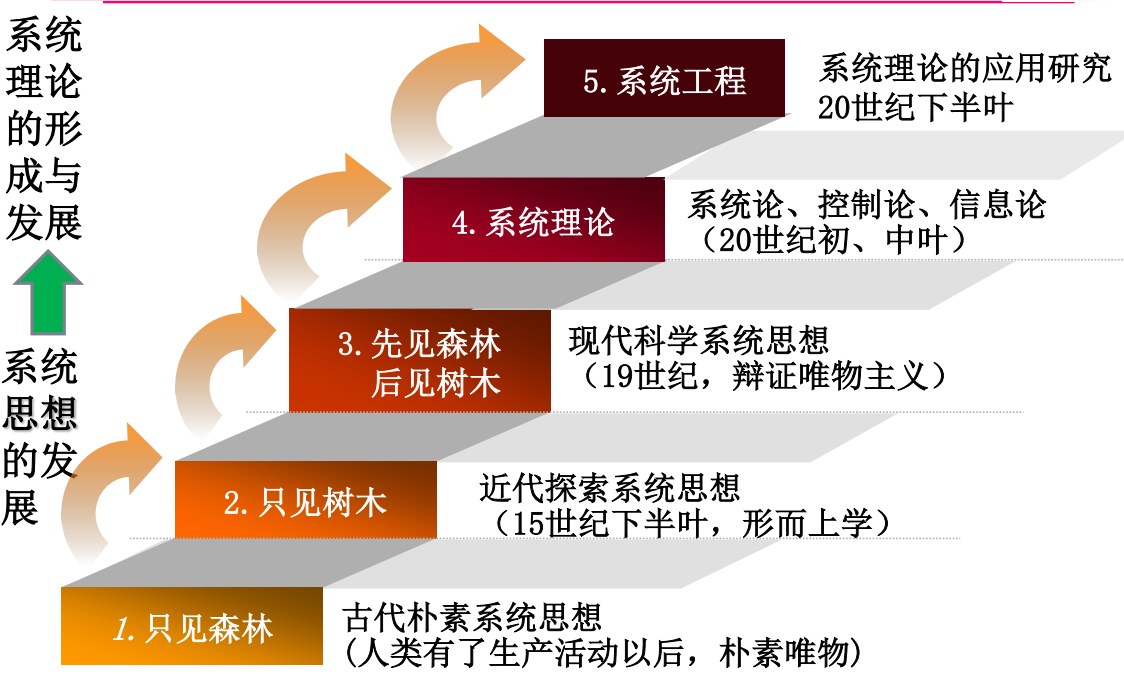 系统
理论
的形
成与
发展
系统
思想
的发
展
5.系统工程
系统理论的应用研究
20世纪下半叶
4.系统理论
系统论、控制论、信息论
（20世纪初、中叶）
3.先见森林
后见树木
现代科学系统思想
（19世纪，辩证唯物主义）
2.只见树木
近代探索系统思想
（15世纪下半叶，形而上学）
1.只见森林
古代朴素系统思想
(人类有了生产活动以后，朴素唯物)